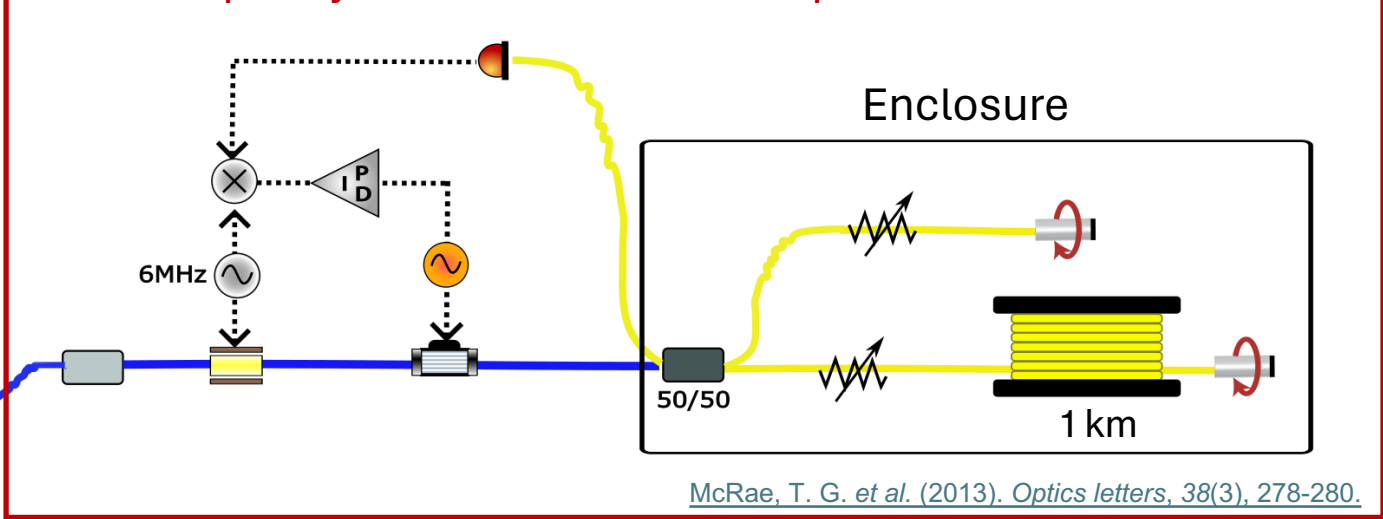 Enclosure
P
I
D
6MHz
50/50
1 km
McRae, T. G. et al. (2013). Optics letters, 38(3), 278-280.